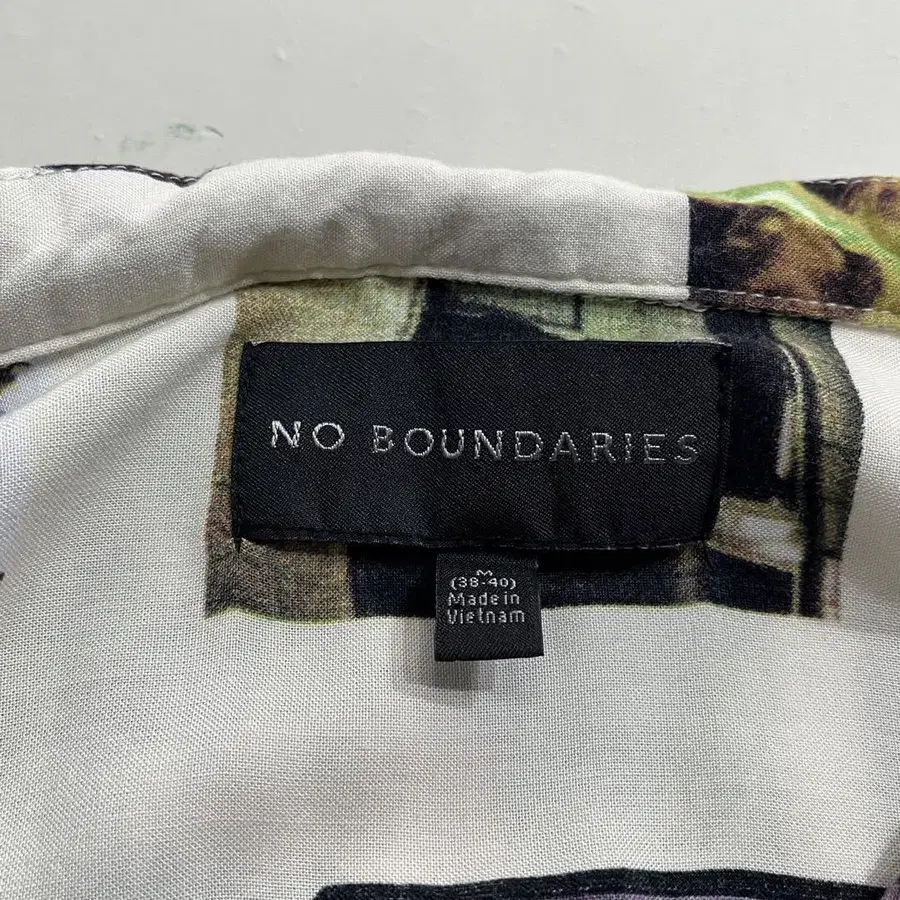 NO BOUNDARIES
M
(38-40)
Made in
Vietnam